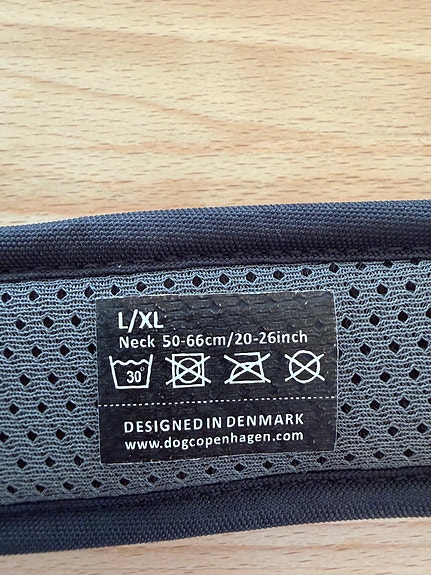 L/XL
Neck 50-66cm/20-26inch
30°
DESIGNED IN DENMARK
www.dogcopenhagen.com